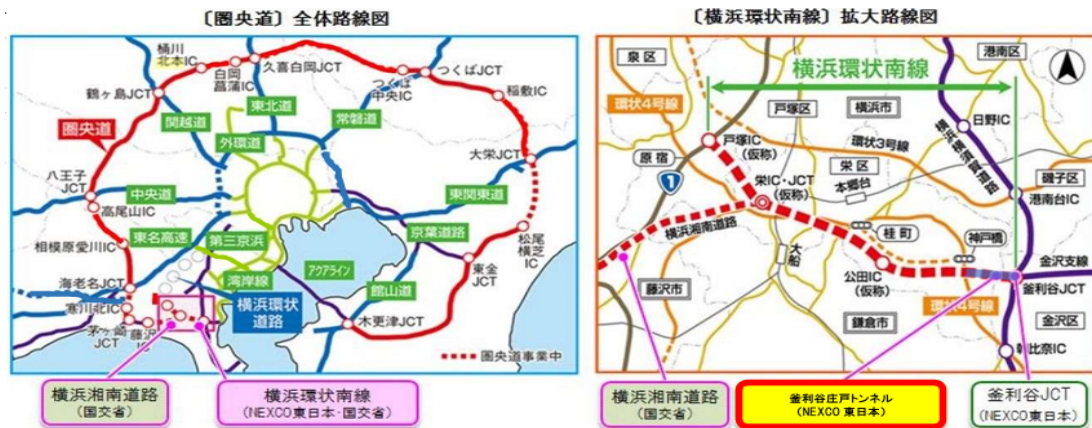 〔圏央道〕全体路線図
桶川
北本IC
白岡
菖蒲IC
久喜白岡JCT
つくば
中央IC
つくばJCT
稲敷IC
鶴ヶ島JCT
関越道
東北道
外環道
常磐道
圏央道
大栄JCT
八王子
JCT
中央道
高尾山IC
東関東道
東名高速
第三京浜
京葉道路
相模原愛川IC
松尾
横芝IC
湾岸線
アクアライン
東金
JCT
海老名JCT
横浜環状
道路
館山道
寒川北IC
木更津JCT
茅ヶ崎
JCT
藤沢
IC
圏央道事業中
横浜湘南道路
(国交省)
横浜環状南線
(NEXCO東日本・国交省)
〔横浜環状南線〕拡大路線図
泉区
港南区
横浜環状南線
環状4号線
戸塚区
横浜市
日野IC
戸塚IC
(仮称)
環状3号線
横浜横須賀道路
原宿
栄区
磯子区
1
栄IC・JCT
(仮称)
本郷台
港南台IC
横浜湘南道路
桂町
神戸橋
大船
金沢支線
公田IC
(仮称)
釜利谷JCT
藤沢市
環状4号線
鎌倉市
金沢区
朝比奈IC
横浜湘南道路
(国交省)
釜利谷庄戸トンネル
(NEXCO東日本)
釜利谷JCT
(NEXCO東日本)